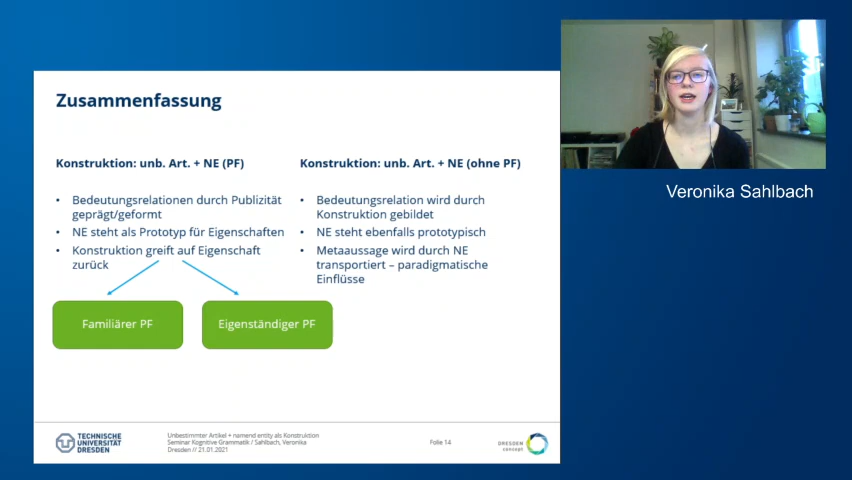 Zusammenfassung
Konstruktion: unb. Art. + NE (PF)
• Bedeutungsrelationen durch Publizität
geprägt/geformt
• NE steht als Prototyp für Eigenschaften
• Konstruktion greift auf Eigenschaft
zurück
Familiärer PF
Eigenständiger PF
Konstruktion: unb. Art. + NE (ohne PF)
• Bedeutungsrelation wird durch
Konstruktion gebildet
• NE steht ebenfalls prototypisch
• Metaaussage wird durch NE
transportiert – paradigmatische
Einflüsse
Veronika Sahlbach
TECHNISCHE
UNIVERSITÄT
DRESDEN
Unbestimmter Artikel + namend entity als Konstruktion
Seminar Kognitive Grammatik / Sahlbach, Veronika
Dresden // 21.01.2021
Folie 14
DRESDEN
concept